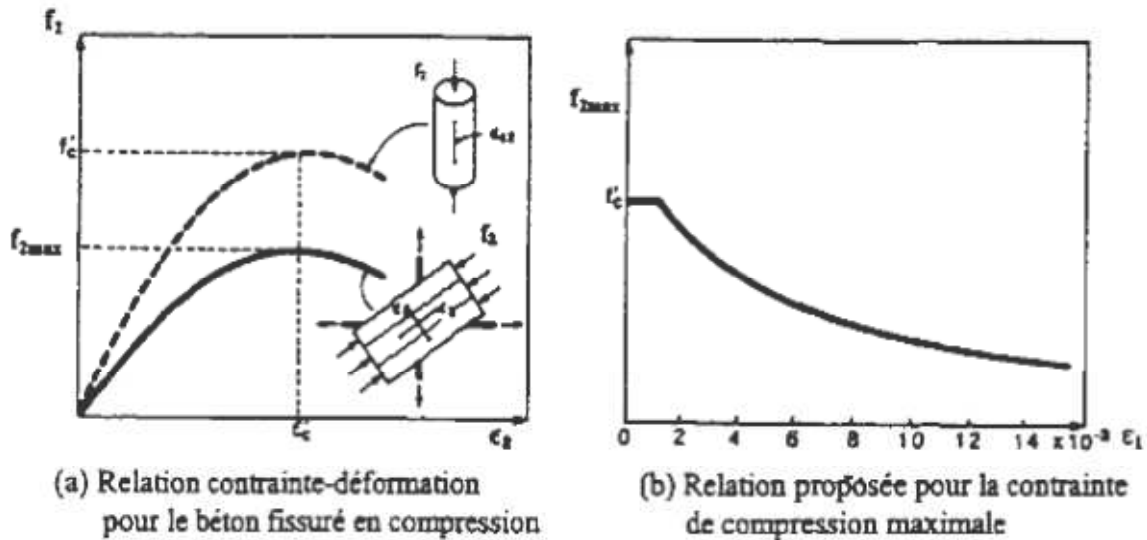 f₂
f'c
f₂max
f₂
ε'c
ε₂
(a) Relation contrainte-déformation
pour le béton fissuré en compression
f₂max
f'c
0 2 4 6 8 10 12 14 x10⁻³ ε₁
(b) Relation proposée pour la contrainte
de compression maximale